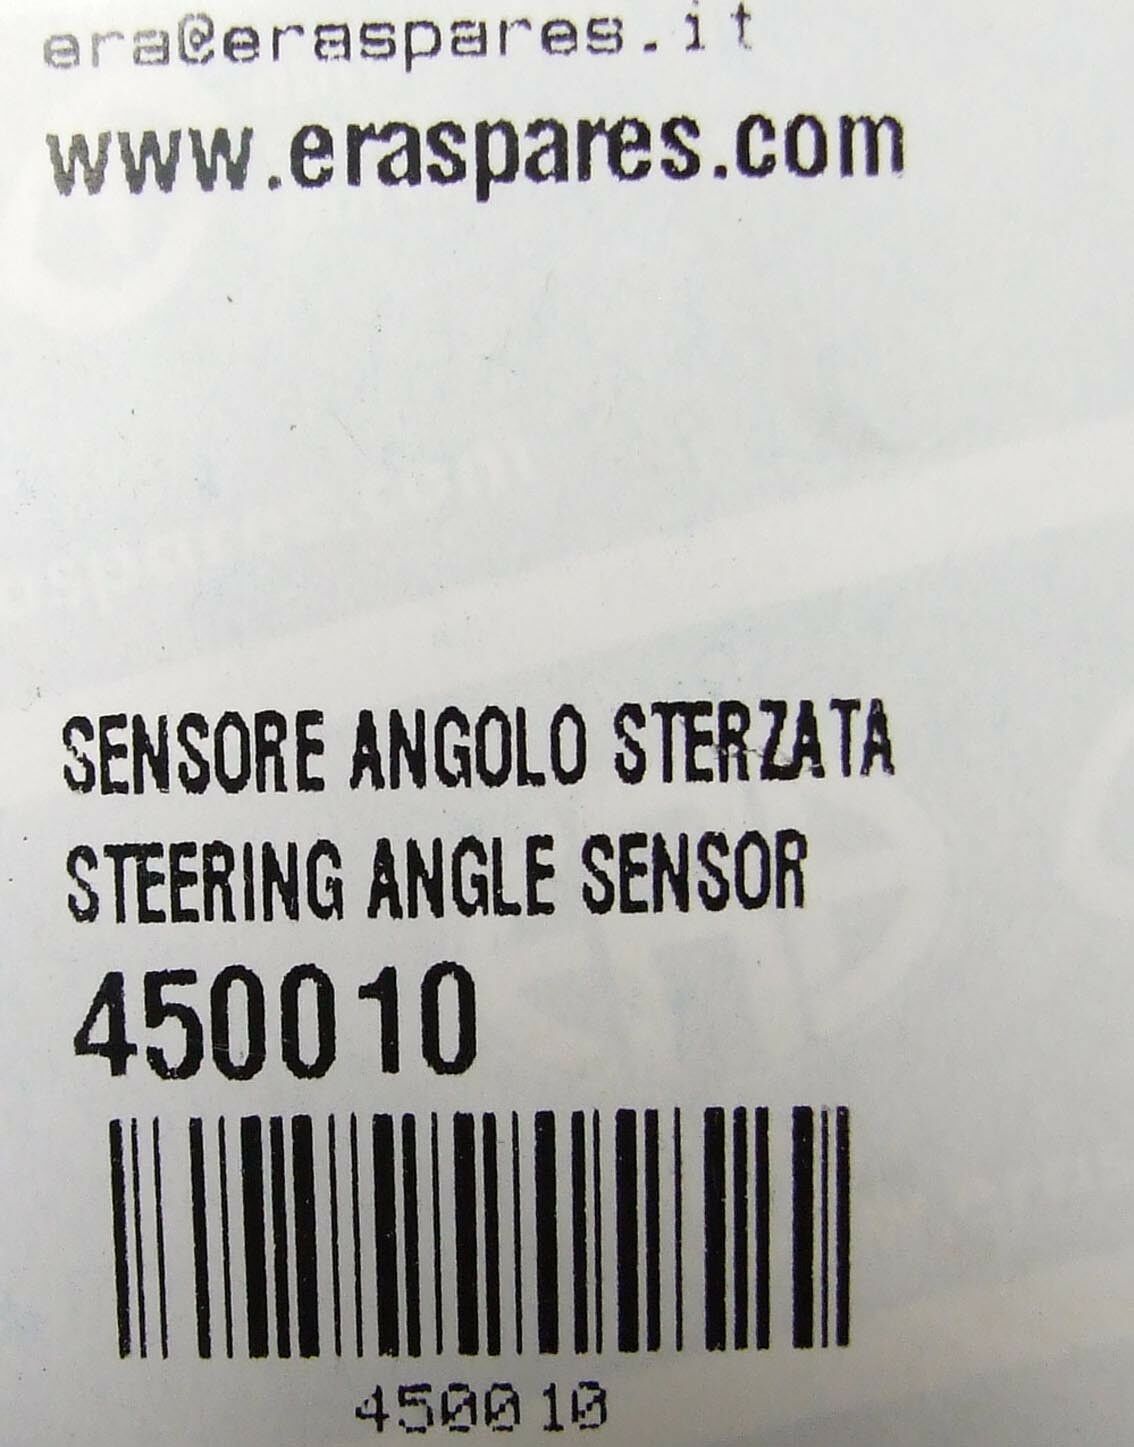 era@eraspares.it
www.eraspares.com
SENSORE ANGOLO STERZATA
STEERING ANGLE SENSOR
450010
450010